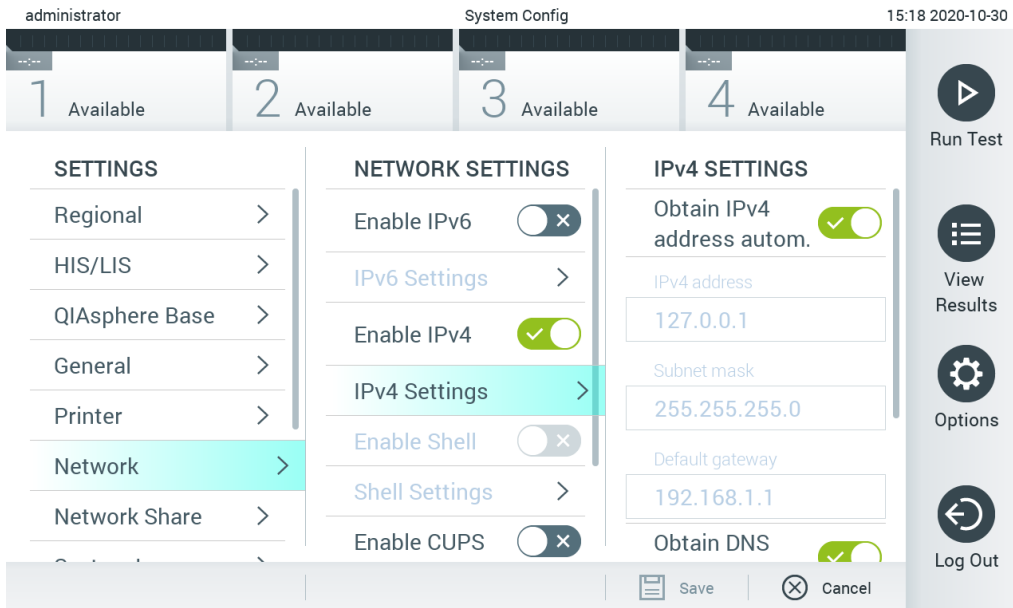 administrator
System Config
15:18 2020-10-30
--:--
1 Available
--:--
2 Available
--:--
3 Available
--:--
4 Available
SETTINGS
Regional
HIS/LIS
QIAsphere Base
General
Printer
Network
Network Share
NETWORK SETTINGS
Enable IPv6
IPv6 Settings
Enable IPv4
IPv4 Settings
Enable Shell
Shell Settings
Enable CUPS
IPv4 SETTINGS
Obtain IPv4
address autom.
IPv4 address
127.0.0.1
Subnet mask
255.255.255.0
Default gateway
192.168.1.1
Obtain DNS
Save
Cancel
Run Test
View
Results
Options
Log Out